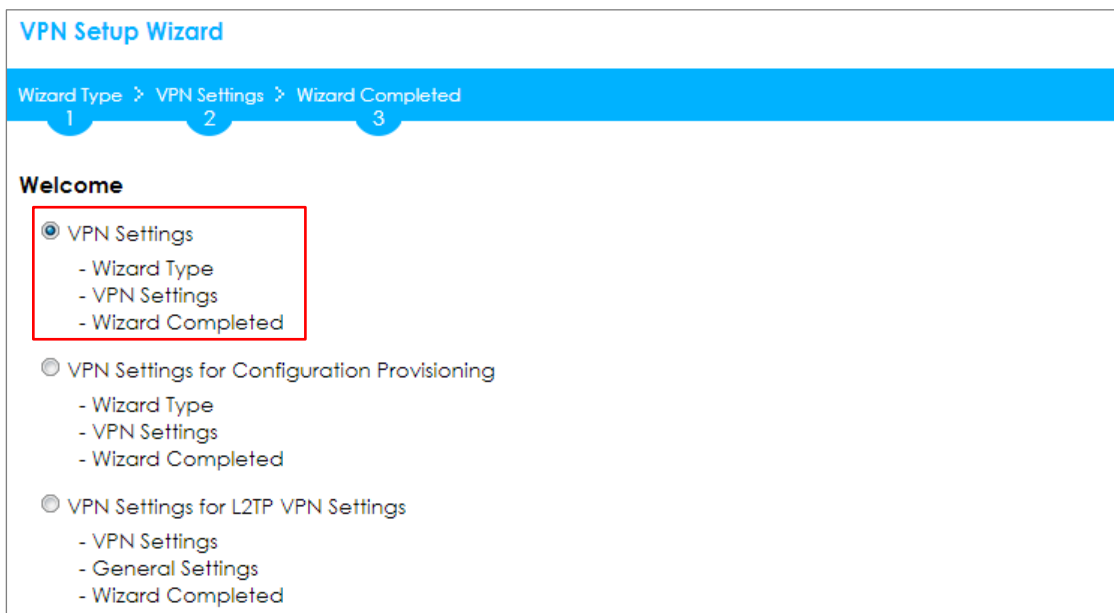 VPN Setup Wizard
Wizard Type > VPN Settings > Wizard Completed
1 2 3
Welcome
VPN Settings
- Wizard Type
- VPN Settings
- Wizard Completed
VPN Settings for Configuration Provisioning
- Wizard Type
- VPN Settings
- Wizard Completed
VPN Settings for L2TP VPN Settings
- VPN Settings
- General Settings
- Wizard Completed